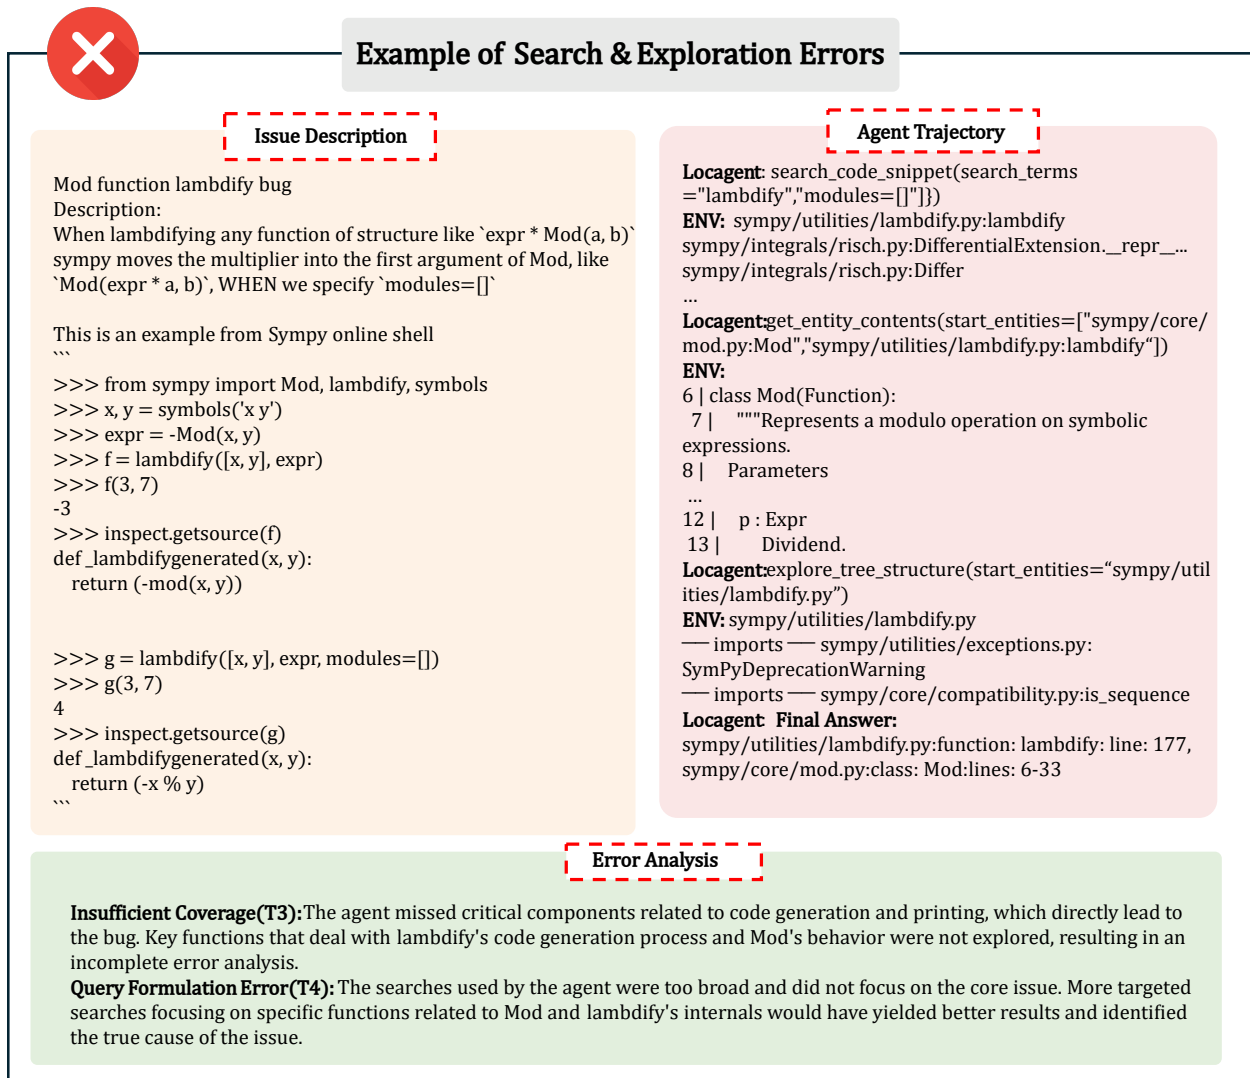 Example of Search & Exploration Errors
Issue Description
Mod function lambdify bug
Description:
When lambdifying any function of structure like `expr * Mod(a, b)`
sympy moves the multiplier into the first argument of Mod, like
`Mod(expr * a, b)`, WHEN we specify `modules=[]`
This is an example from Sympy online shell
```
>>> from sympy import Mod, lambdify, symbols
>>> x, y = symbols('x y')
>>> expr = -Mod(x, y)
>>> f = lambdify([x, y], expr)
>>> f(3, 7)
-3
>>> inspect.getsource(f)
def _lambdifygenerated(x, y):
return (-mod(x, y))
>>> g = lambdify([x, y], expr, modules=[])
>>> g(3, 7)
4
>>> inspect.getsource(g)
def _lambdifygenerated(x, y):
return (-x % y)
```
Agent Trajectory
Locagent: search_code_snippet(search_terms
="lambdify","modules=[]"]})
ENV: sympy/utilities/lambdify.py:lambdify
sympy/integrals/risch.py:DifferentialExtension.__repr__...
sympy/integrals/risch.py:Differ
...
Locagent:get_entity_contents(start_entities=["sympy/core/
mod.py:Mod","sympy/utilities/lambdify.py:lambdify“])
ENV:
6 | class Mod(Function):
7 | """Represents a modulo operation on symbolic
expressions.
8 | Parameters
...
12 | p : Expr
13 | Dividend.
Locagent:explore_tree_structure(start_entities=“sympy/util
ities/lambdify.py”)
ENV: sympy/utilities/lambdify.py
── imports ── sympy/utilities/exceptions.py:
SymPyDeprecationWarning
── imports ── sympy/core/compatibility.py:is_sequence
Locagent: Final Answer:
sympy/utilities/lambdify.py:function: lambdify: line: 177,
sympy/core/mod.py:class: Mod:lines: 6-33
Error Analysis
Insufficient Coverage(T3):The agent missed critical components related to code generation and printing, which directly lead to
the bug. Key functions that deal with lambdify's code generation process and Mod's behavior were not explored, resulting in an
incomplete error analysis.
Query Formulation Error(T4): The searches used by the agent were too broad and did not focus on the core issue. More targeted
searches focusing on specific functions related to Mod and lambdify's internals would have yielded better results and identified
the true cause of the issue.